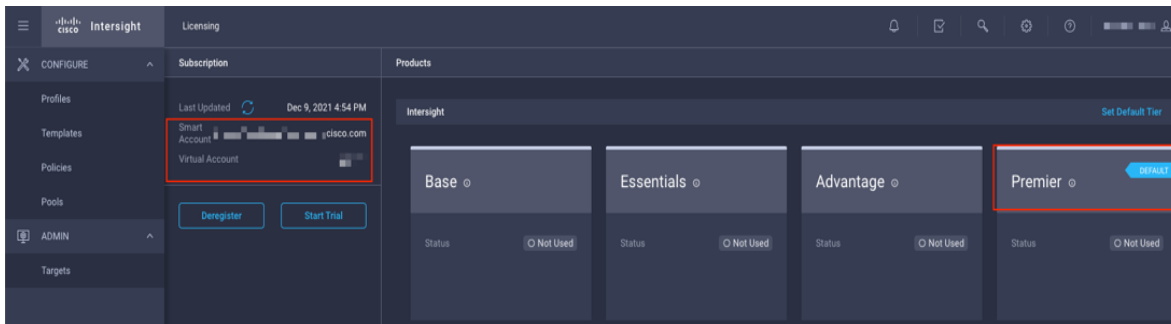 cisco Intersight
Licensing
CONFIGURE
Profiles
Templates
Policies
Pools
ADMIN
Targets
Subscription
Last Updated Dec 9, 2021 4:54 PM
Smart Account cisco.com
Virtual Account
Deregister Start Trial
Products
Intersight Set Default Tier
Base Essentials Advantage Premier DEFAULT
Status Not Used Status Not Used Status Not Used Status Not Used